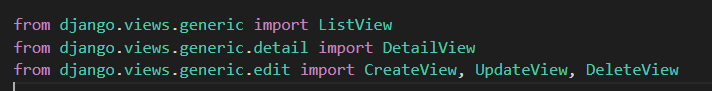 from django.views.generic import ListView
from django.views.generic.detail import DetailView
from django.views.generic.edit import CreateView, UpdateView, DeleteView